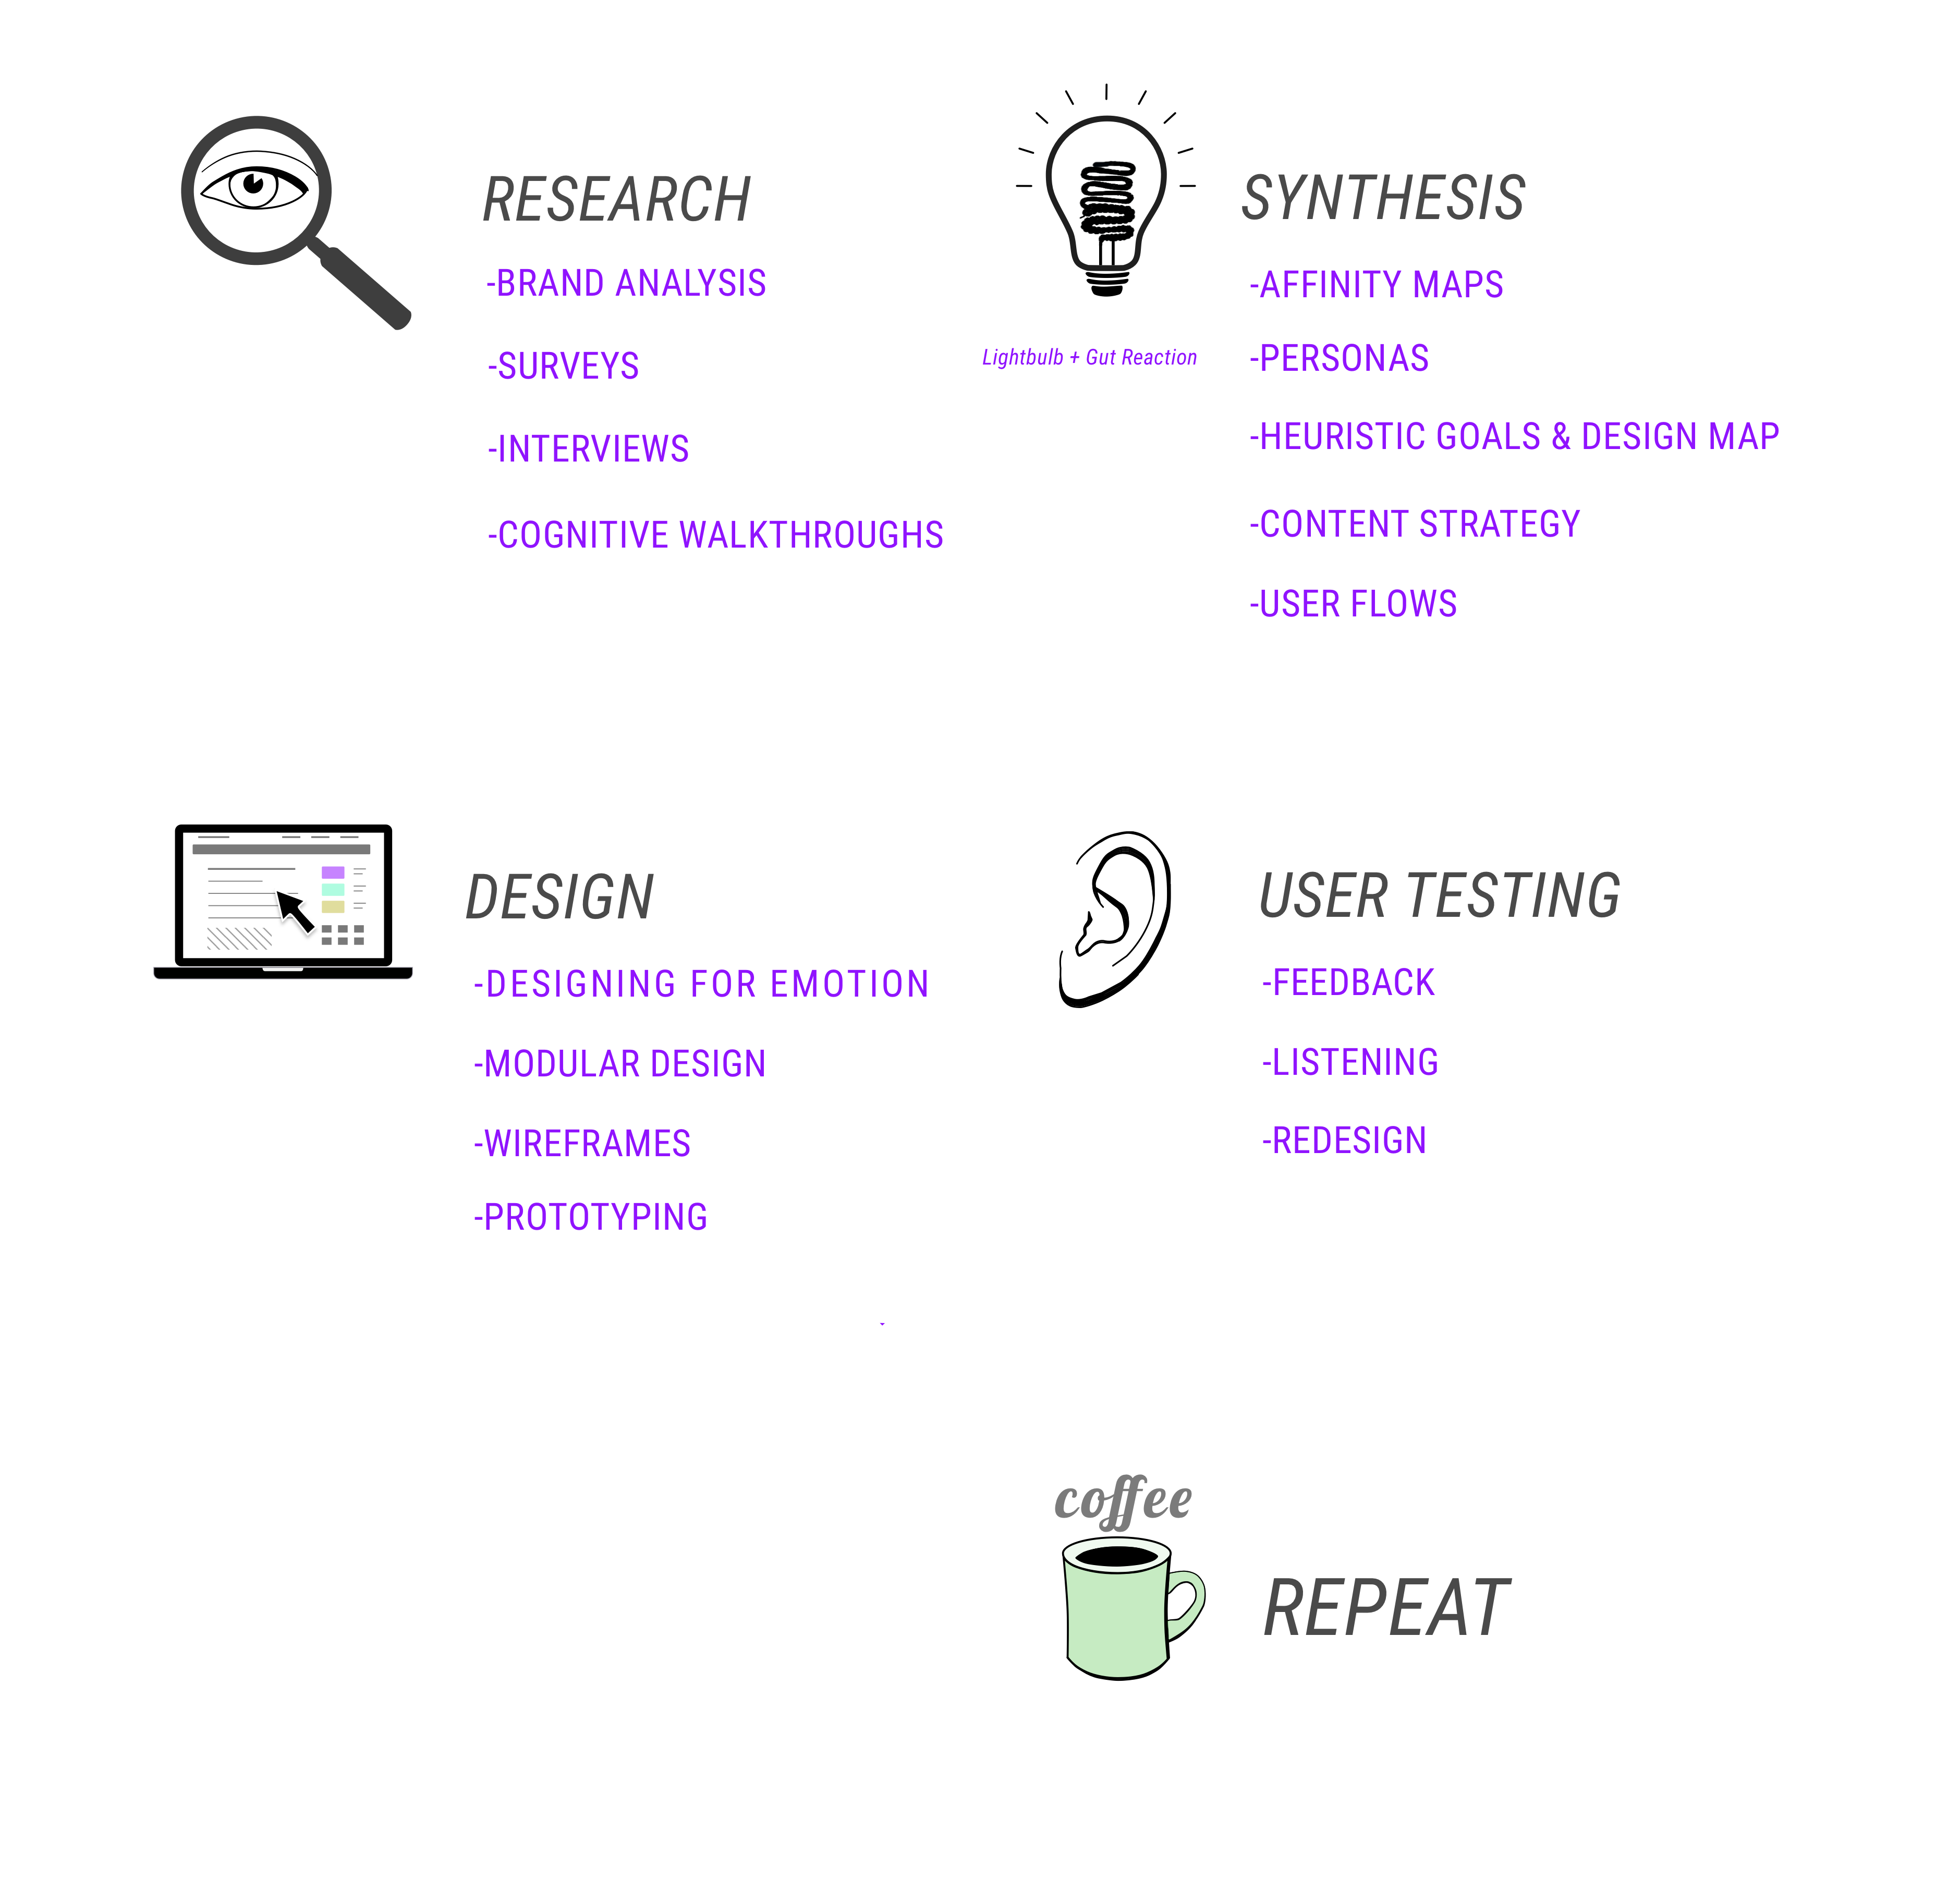 RESEARCH
-BRAND ANALYSIS
-SURVEYS
-INTERVIEWS
-COGNITIVE WALKTHROUGHS
Lightbulb + Gut Reaction
SYNTHESIS
-AFFINITY MAPS
-PERSONAS
-HEURISTIC GOALS & DESIGN MAP
-CONTENT STRATEGY
-USER FLOWS
DESIGN
-DESIGNING FOR EMOTION
-MODULAR DESIGN
-WIREFRAMES
-PROTOTYPING
USER TESTING
-FEEDBACK
-LISTENING
-REDESIGN
coffee
REPEAT